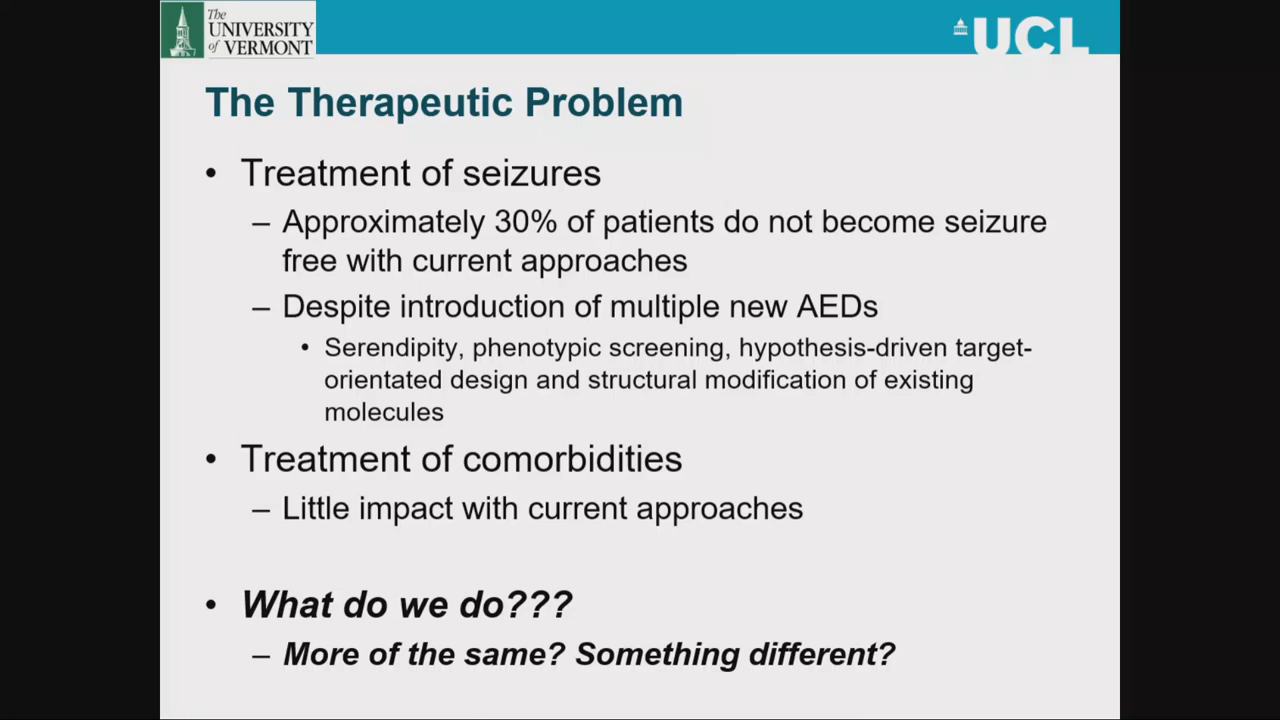 The
UNIVERSITY
of VERMONT
UCL
The Therapeutic Problem
• Treatment of seizures
– Approximately 30% of patients do not become seizure
free with current approaches
– Despite introduction of multiple new AEDs
• Serendipity, phenotypic screening, hypothesis-driven target-
orientated design and structural modification of existing
molecules
• Treatment of comorbidities
– Little impact with current approaches
• What do we do???
– More of the same? Something different?